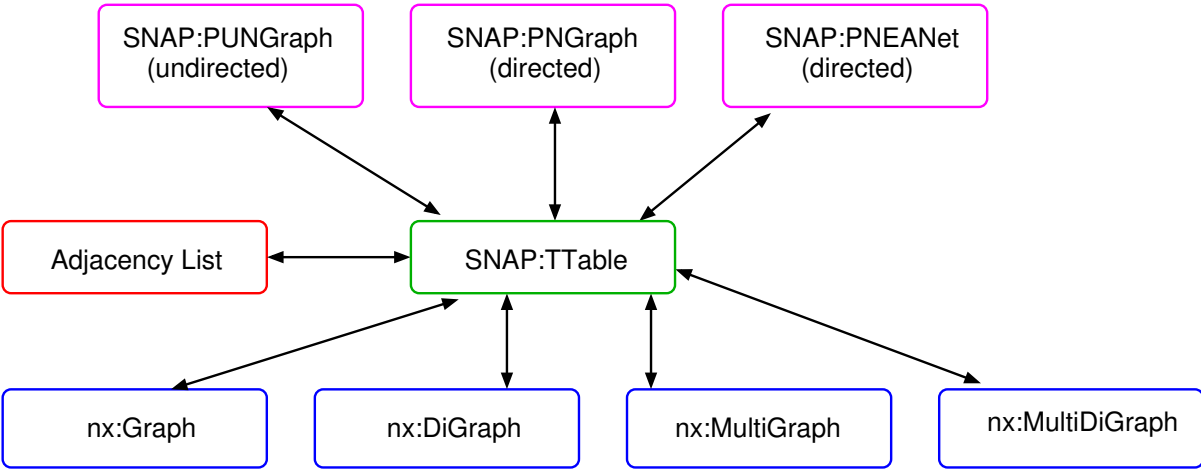 SNAP:PUNGraph
(undirected)
SNAP:PNGraph
(directed)
SNAP:PNEANet
(directed)
Adjacency List
SNAP:TTable
nx:Graph
nx:DiGraph
nx:MultiGraph
nx:MultiDiGraph